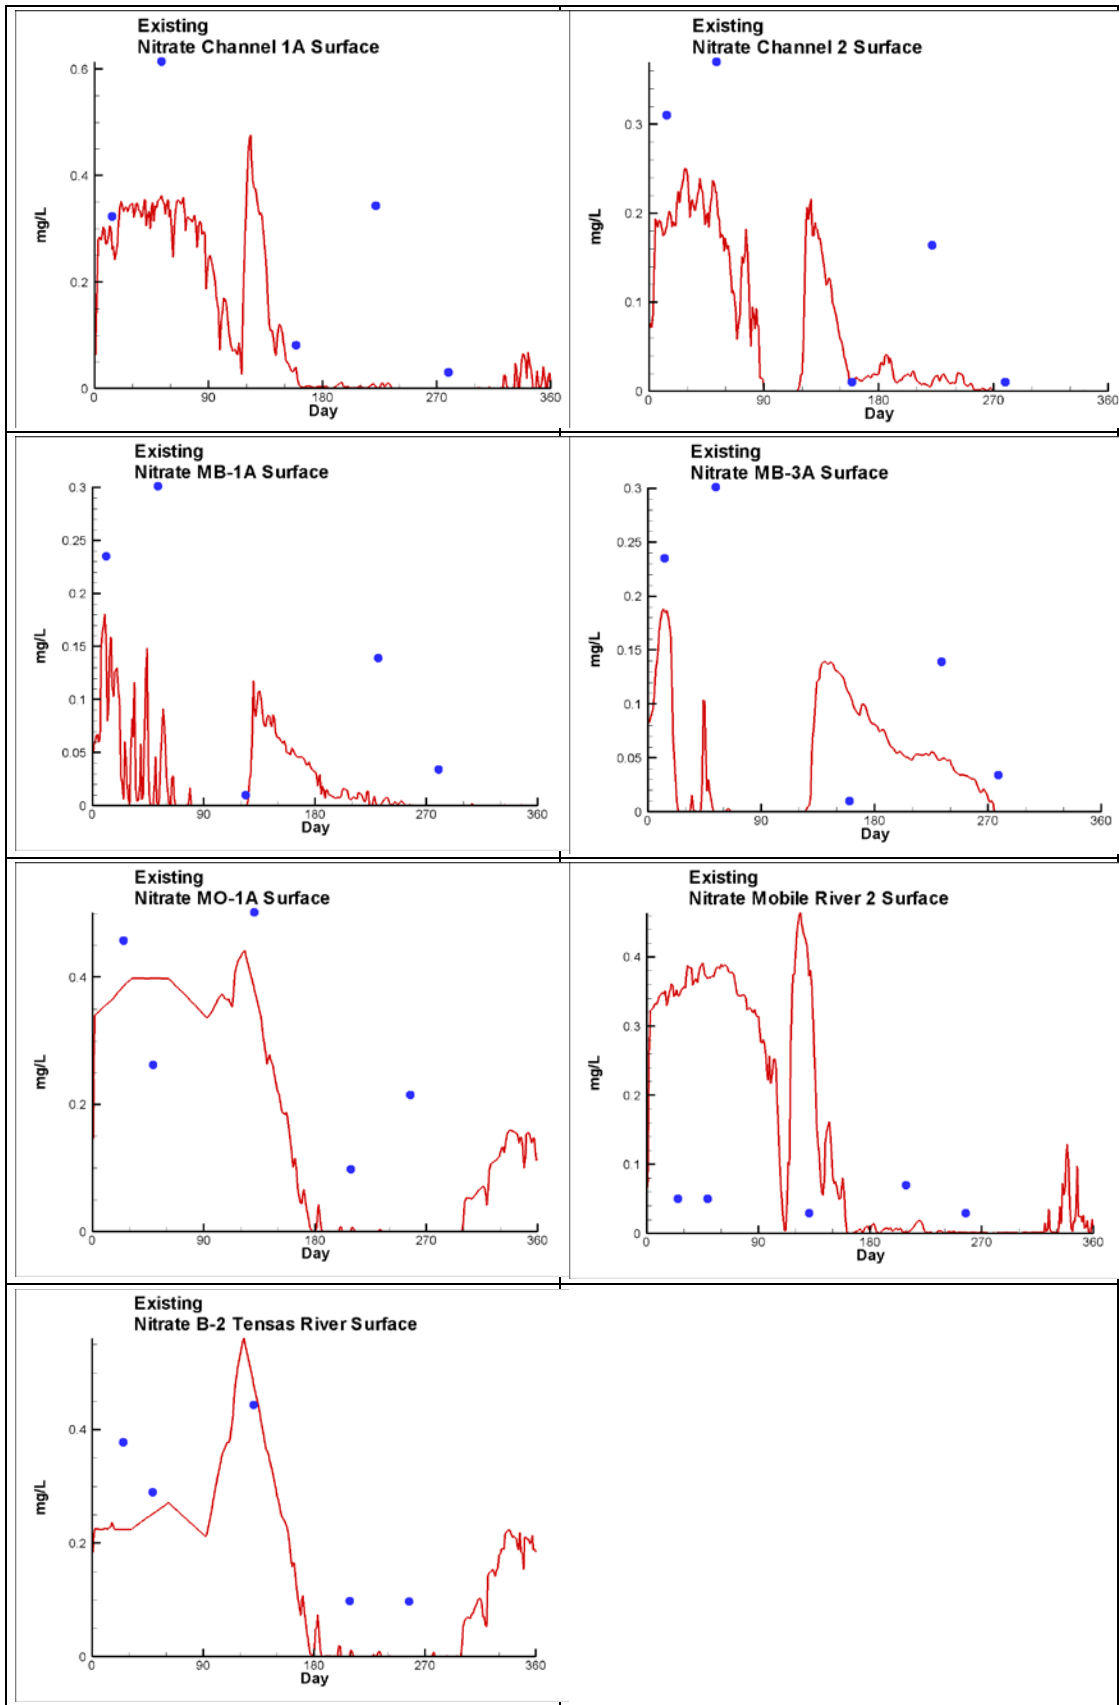 Existing
Nitrate Channel 1A Surface
0.6
0.4
0.2
0
mg/L
0 90 180 270 360
Day
Existing
Nitrate Channel 2 Surface
0.3
0.2
0.1
0
mg/L
0 90 180 270 360
Day
Existing
Nitrate MB-1A Surface
0.3
0.25
0.2
0.15
0.1
0.05
0
mg/L
0 90 180 270 360
Day
Existing
Nitrate MB-3A Surface
0.3
0.25
0.2
0.15
0.1
0.05
0
mg/L
0 90 180 270 360
Day
Existing
Nitrate MO-1A Surface
0.4
0.2
0
mg/L
0 90 180 270 360
Day
Existing
Nitrate Mobile River 2 Surface
0.4
0.3
0.2
0.1
0
mg/L
0 90 180 270 360
Day
Existing
Nitrate B-2 Tensas River Surface
0.4
0.2
0
mg/L
0 90 180 270 360
Day